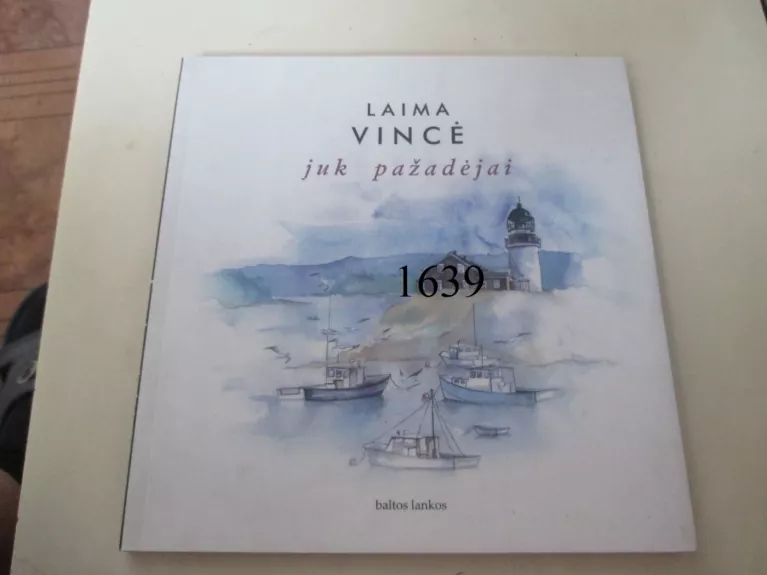 LAIMA
VINCĖ
juk pažadėjai
1639
baltos lankos